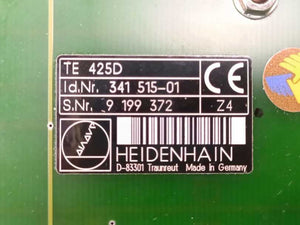 TE 425D
Id.Nr. 341 515-01
S.Nr. 9 199 372 Z4
CE
HEIDENHAIN
D-83301 Traunreut Made in Germany